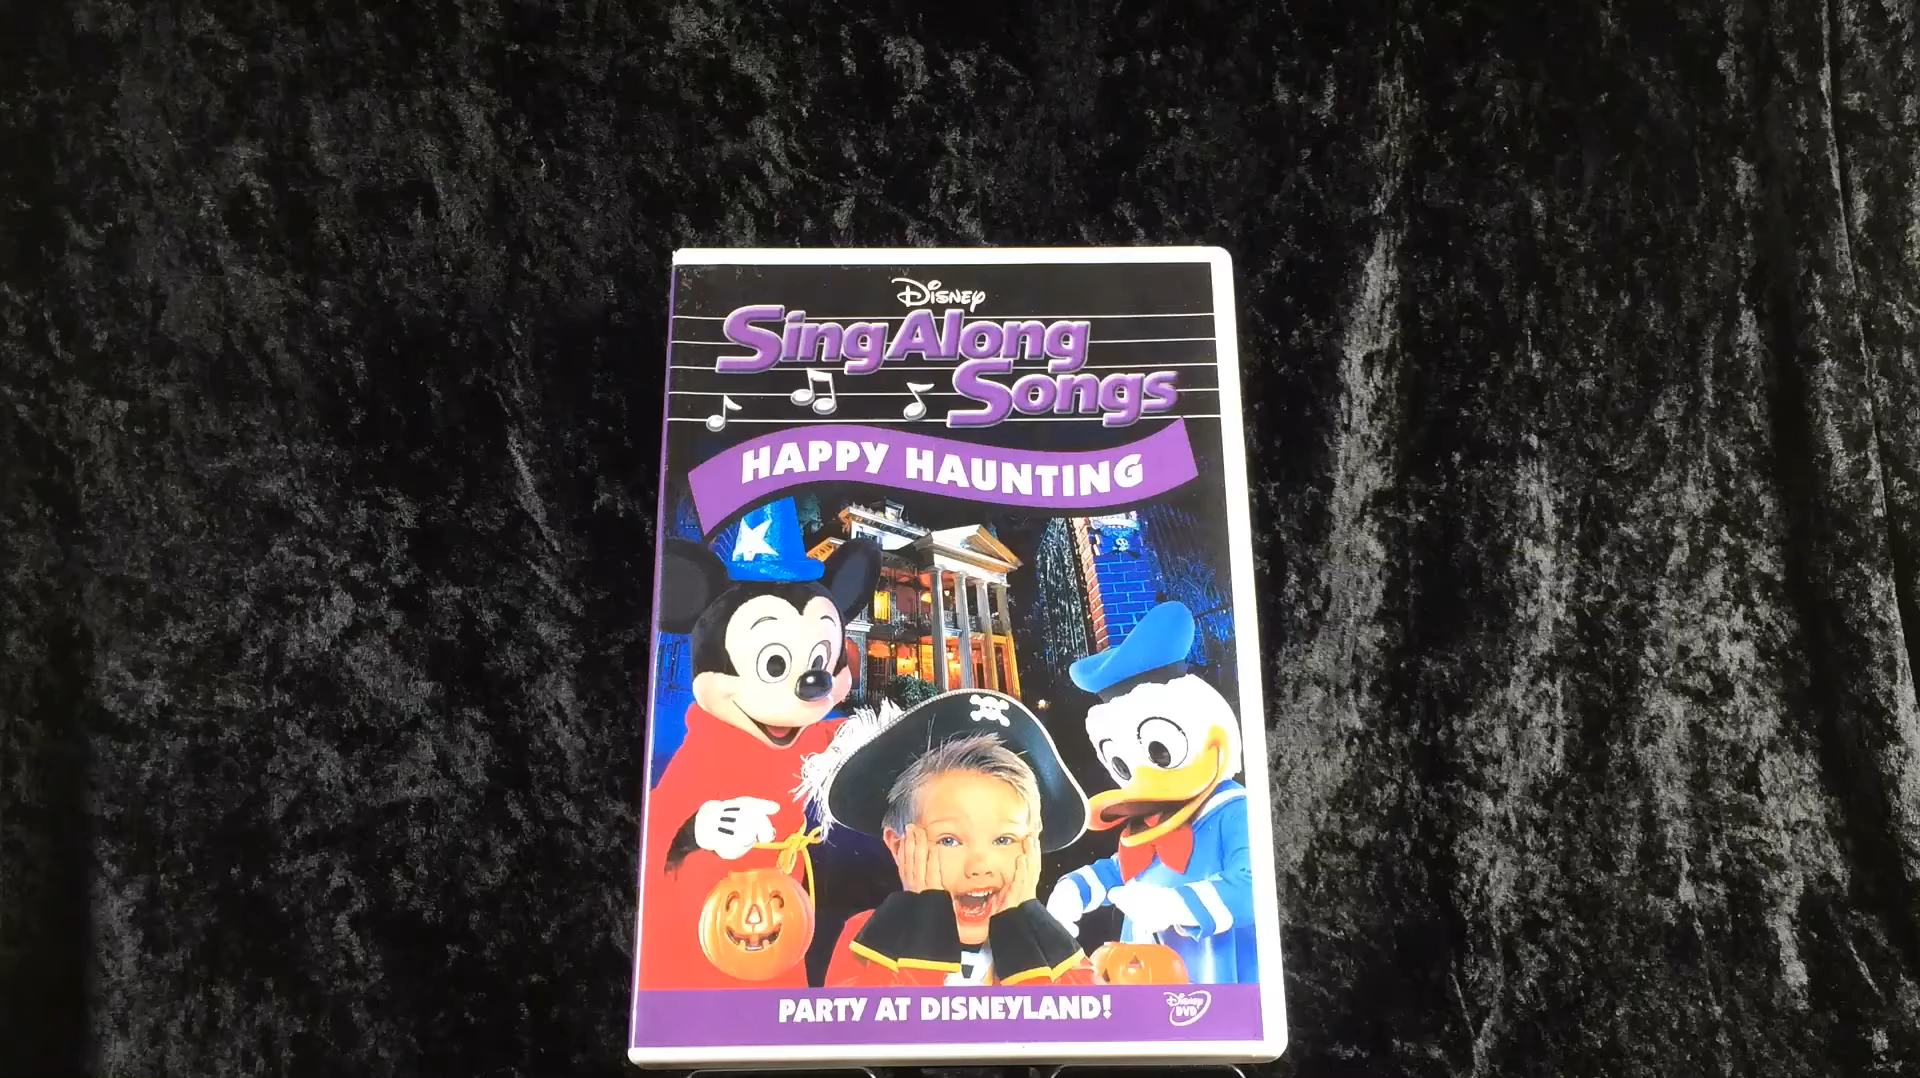 Disney
Sing Along
Songs
HAPPY HAUNTING
PARTY AT DISNEYLAND!
Disney
DVD